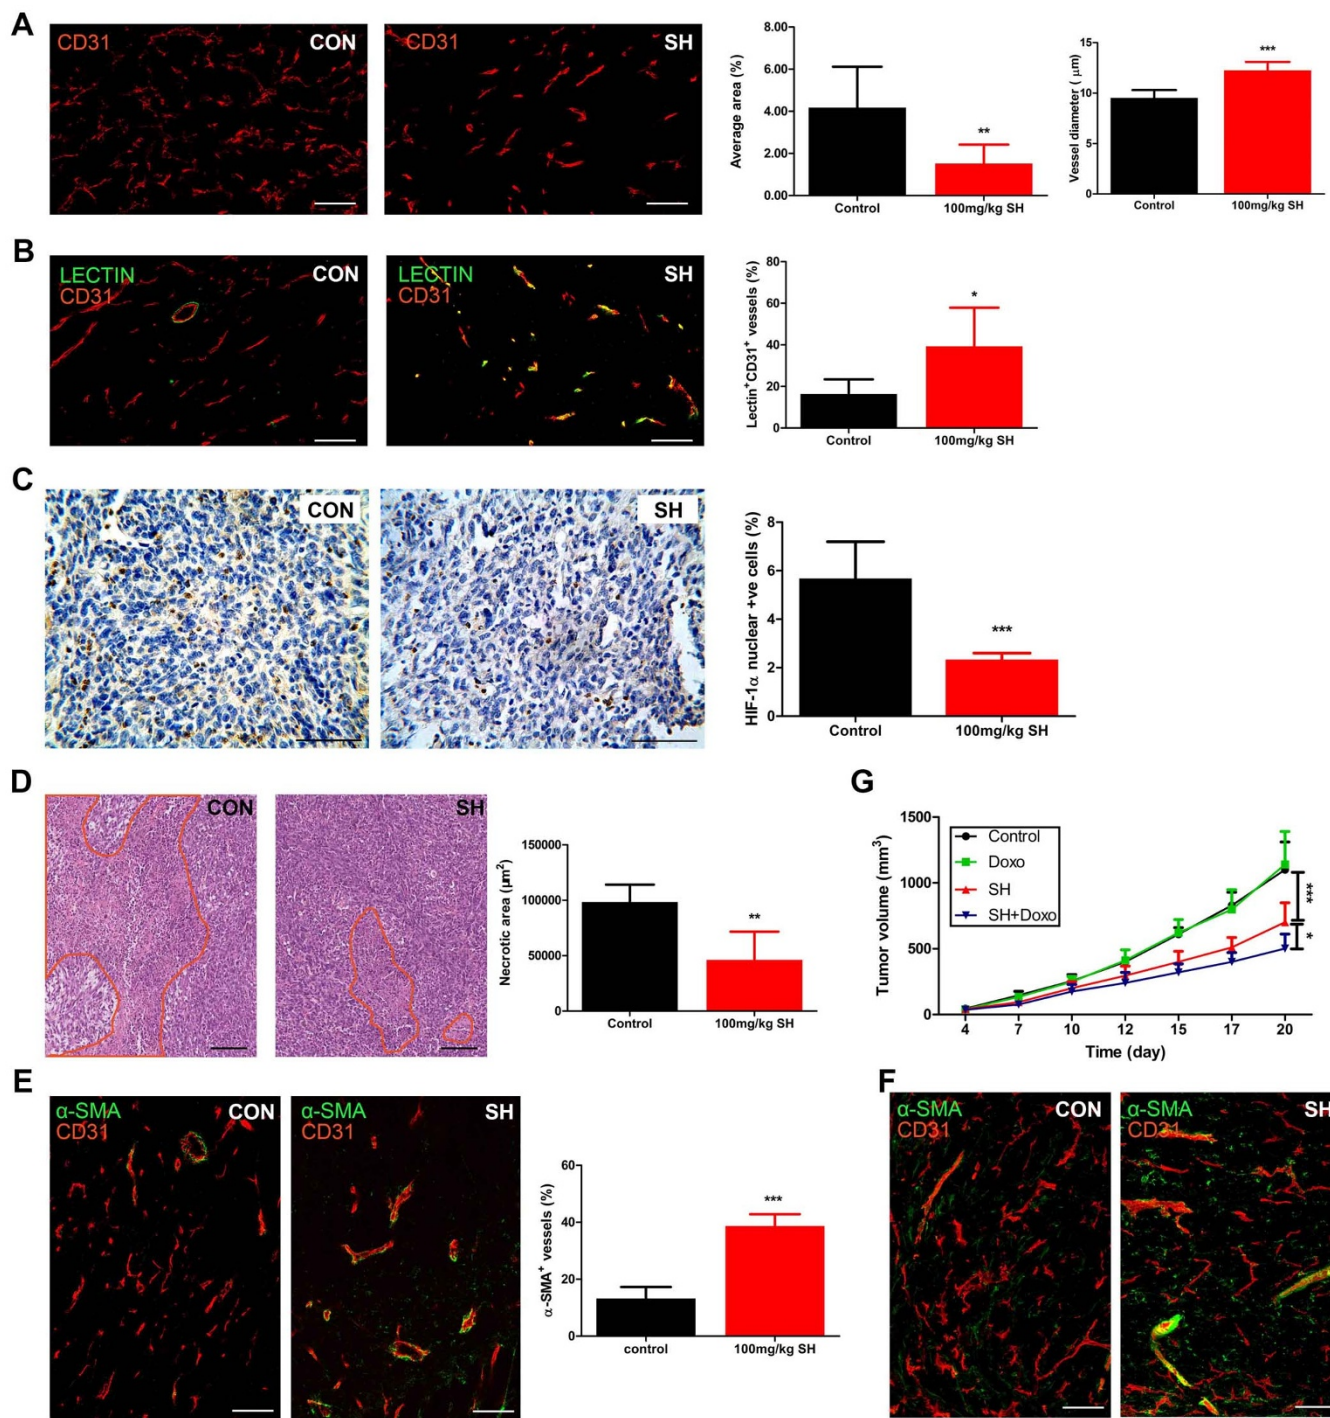 A
CD31
CON
CD31
SH
Average area (%)
8.00
6.00
4.00
2.00
0.00
**
Control
100mg/kg SH
Vessel diameter ( μm)
15
10
5
0
***
Control
100mg/kg SH
B
LECTIN
CD31
CON
LECTIN
CD31
SH
Lectin⁺CD31⁺ vessels (%)
80
60
40
20
0
*
Control
100mg/kg SH
C
CON
SH
HIF-1α nuclear +ve cells (%)
8
6
4
2
0
***
Control
100mg/kg SH
D
CON
SH
Necrotic area (μm²)
150000
100000
50000
0
**
Control
100mg/kg SH
G
Tumor volume (mm³)
1500
1000
500
0
Control
Doxo
SH
SH+Doxo
***
*
4 7 10 12 15 17 20
Time (day)
E
α-SMA
CD31
CON
α-SMA
CD31
SH
α-SMA⁺ vessels (%)
60
40
20
0
***
control
100mg/kg SH
F
α-SMA
CD31
CON
α-SMA
CD31
SH